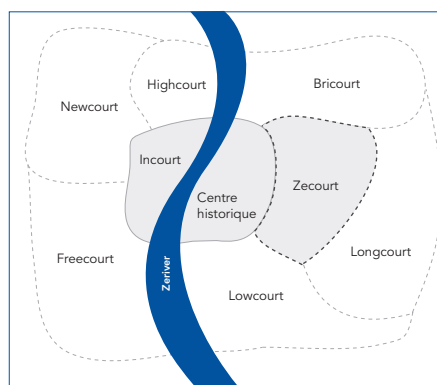 Highcourt
Bricourt
Newcourt
Incourt
Zecourt
Centre
historique
Longcourt
Freecourt
Zeriver
Lowcourt